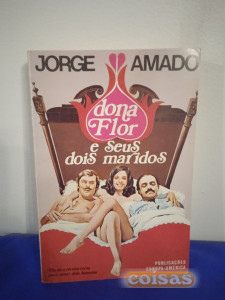 JORGE AMADO
dona
Flor
e seus
dois maridos
PUBLICAÇÕES
EUROPA-AMÉRICA
coisas